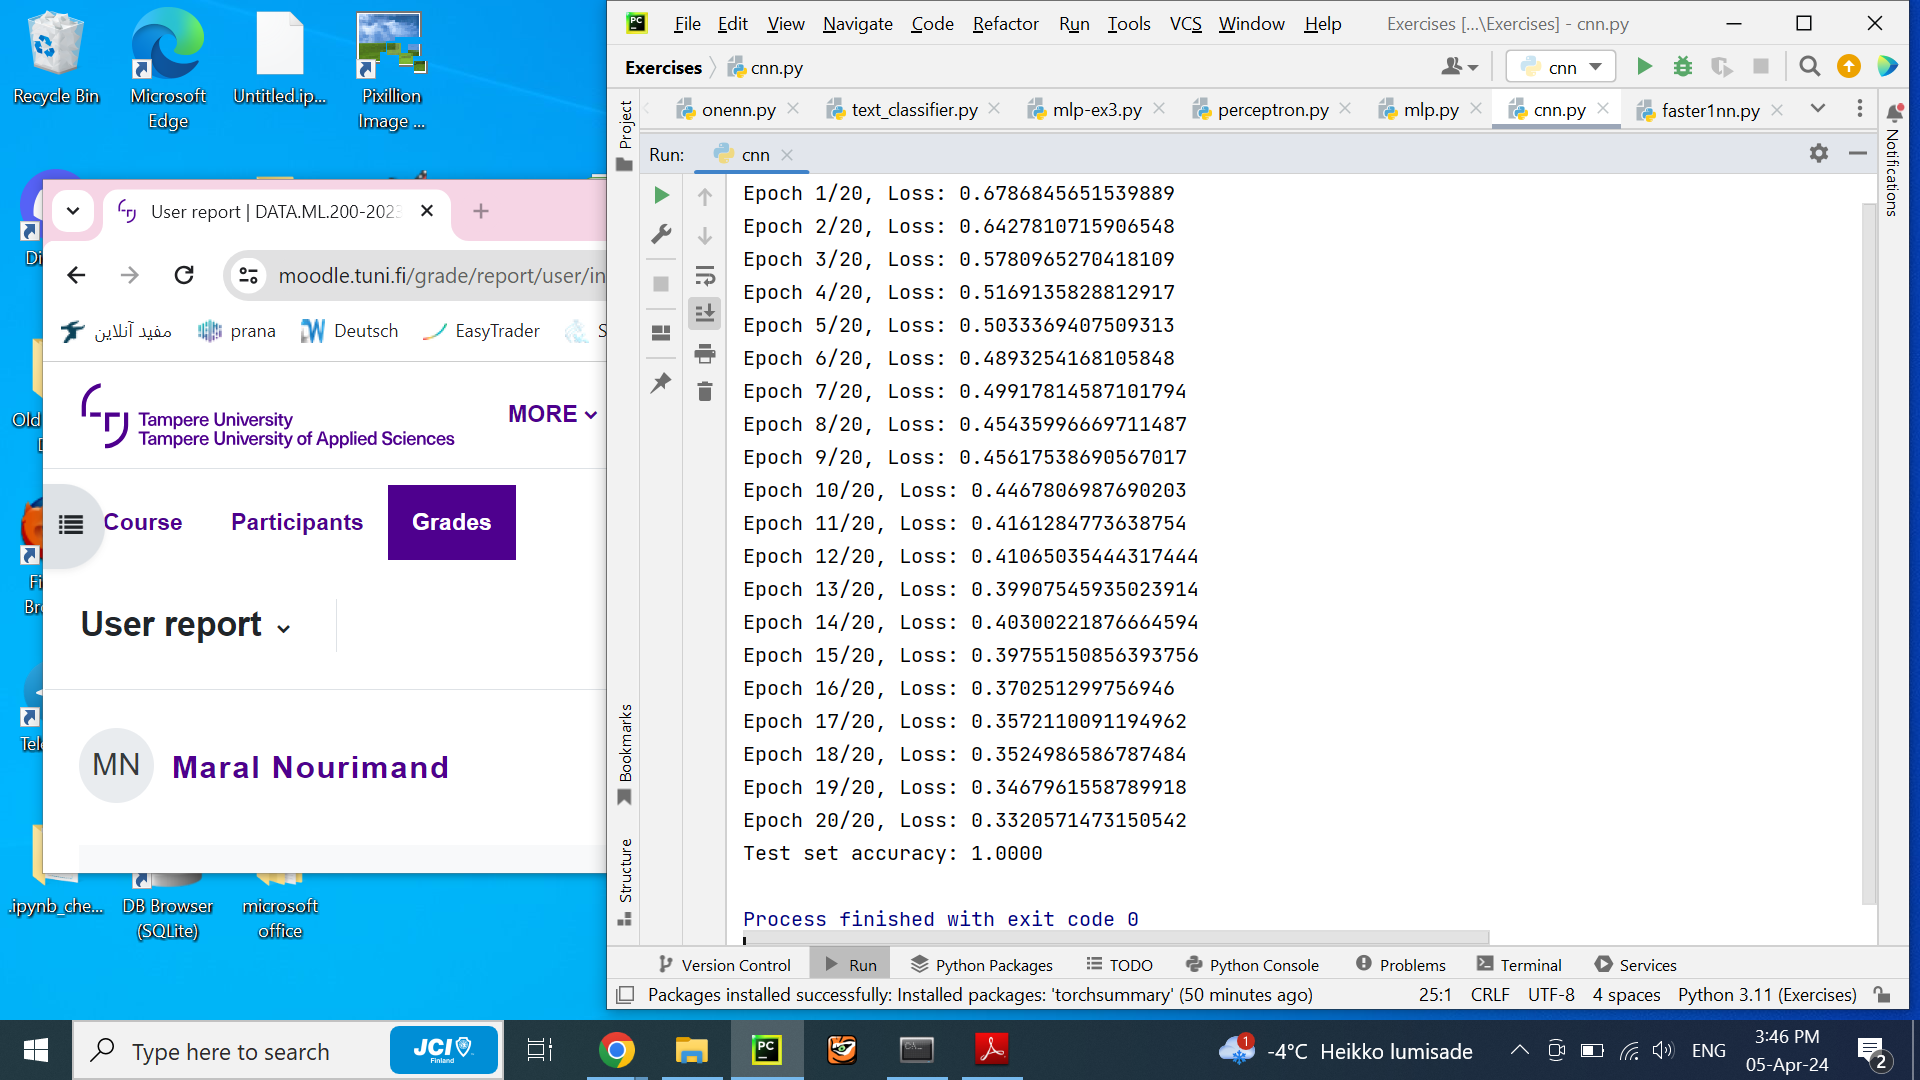 Recycle Bin
Microsoft
Edge
Untitled.ip...
Pixillion
Image ...
User report | DATA.ML.200-2023
moodle.tuni.fi/grade/report/user/in
مفید آنلاین
prana
Deutsch
EasyTrader
S
Tampere University
Tampere University of Applied Sciences
MORE
Course
Participants
Grades
User report
MN
Maral Nourimand
Di
Old
Fi
Bro
Tele
.ipynb_che...
DB Browser
(SQLite)
microsoft
office
PC
File Edit View Navigate Code Refactor Run Tools VCS Window Help
Exercises [...\Exercises] - cnn.py
Exercises
cnn.py
cnn
onenn.py
text_classifier.py
mlp-ex3.py
perceptron.py
mlp.py
cnn.py
faster1nn.py
Project
Notifications
Run:
cnn
Epoch 1/20, Loss: 0.6786845651539889
Epoch 2/20, Loss: 0.6427810715906548
Epoch 3/20, Loss: 0.5780965270418109
Epoch 4/20, Loss: 0.5169135828812917
Epoch 5/20, Loss: 0.5033369407509313
Epoch 6/20, Loss: 0.4893254168105848
Epoch 7/20, Loss: 0.49917814587101794
Epoch 8/20, Loss: 0.45435996669711487
Epoch 9/20, Loss: 0.45617538690567017
Epoch 10/20, Loss: 0.4467806987690203
Epoch 11/20, Loss: 0.4161284773638754
Epoch 12/20, Loss: 0.41065035444317444
Epoch 13/20, Loss: 0.39907545935023914
Epoch 14/20, Loss: 0.40300221876664594
Epoch 15/20, Loss: 0.39755150856393756
Epoch 16/20, Loss: 0.370251299756946
Epoch 17/20, Loss: 0.3572110091194962
Epoch 18/20, Loss: 0.3524986586787484
Epoch 19/20, Loss: 0.3467961558789918
Epoch 20/20, Loss: 0.3320571473150542
Test set accuracy: 1.0000
Process finished with exit code 0
Bookmarks
Structure
Version Control
Run
Python Packages
TODO
Python Console
Problems
Terminal
Services
Packages installed successfully: Installed packages: 'torchsummary' (50 minutes ago)
25:1 CRLF UTF-8 4 spaces Python 3.11 (Exercises)
Type here to search
JCI
Finland
PC
1
-4°C Heikko lumisade
ENG
3:46 PM
05-Apr-24
2